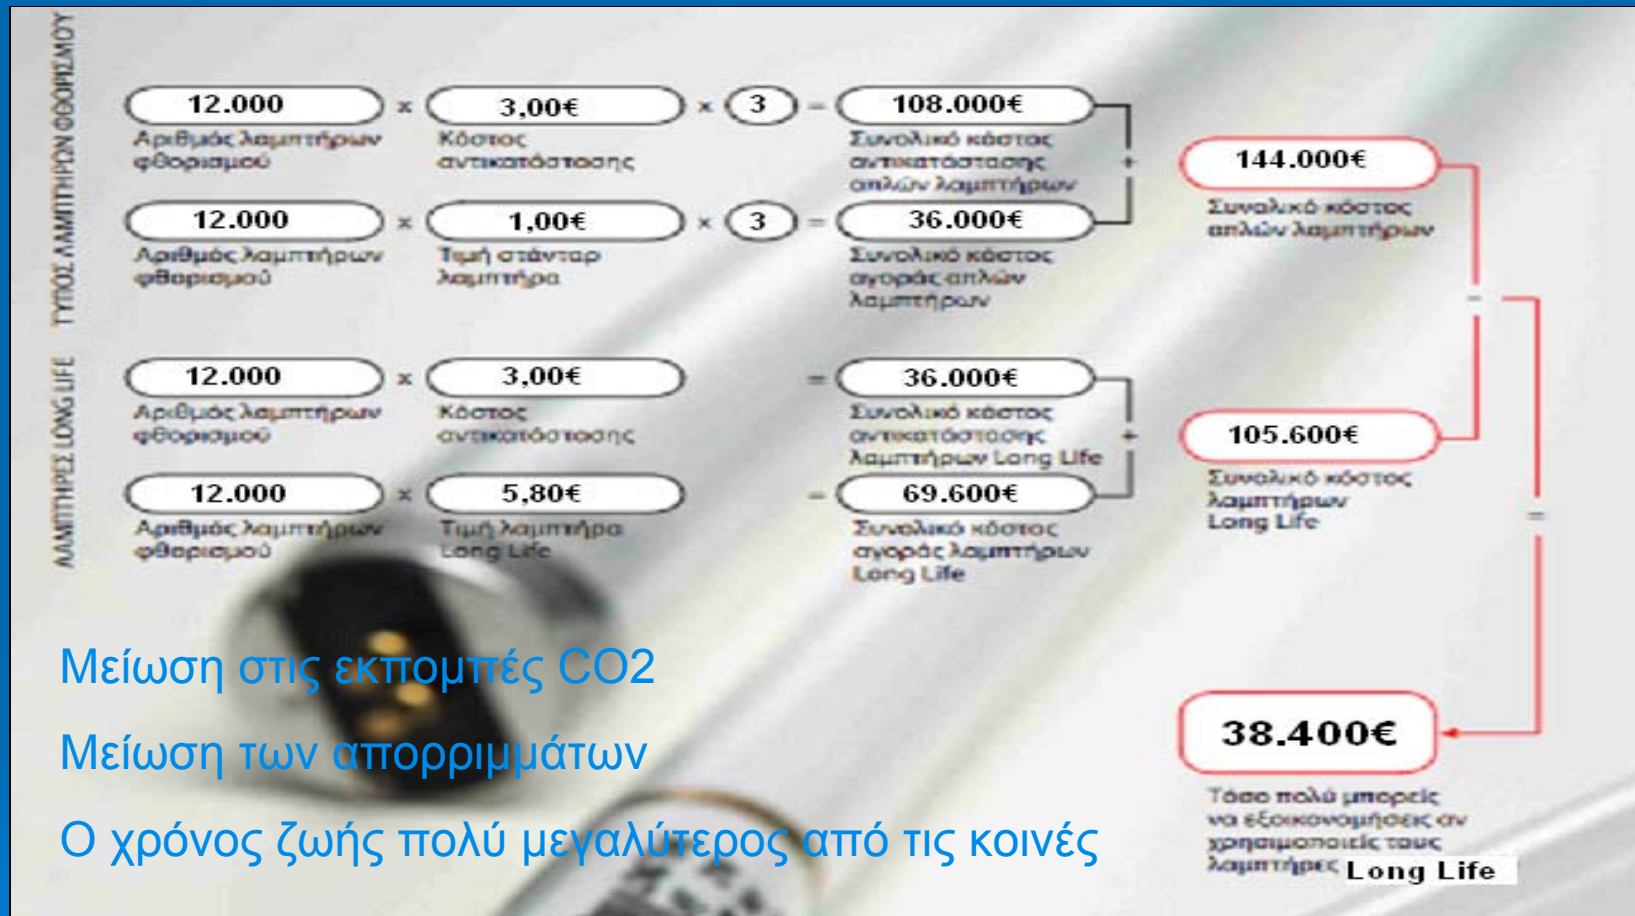 ΤΥΠΟΣ ΛΑΜΠΤΗΡΩΝ ΦΘΟΡΙΣΜΟΥ
12.000 x 3,00€ x 3 = 108.000€
Αριθμός λαμπτήρων φθορισμού
Κόστος αντικατάστασης
Συνολικό κόστος
αντικατάστασης
απλών λαμπτήρων
+
12.000 x 1,00€ x 3 = 36.000€
Αριθμός λαμπτήρων φθορισμού
Τιμή στάνταρ λαμπτήρα
Συνολικό κόστος
αγοράς απλών
λαμπτήρων
144.000€
Συνολικό κόστος
απλών λαμπτήρων
-
ΛΑΜΠΤΗΡΕΣ LONG LIFE
12.000 x 3,00€ = 36.000€
Αριθμός λαμπτήρων φθορισμού
Κόστος αντικατάστασης
Συνολικό κόστος
αντικατάστασης
λαμπτήρων Long Life
+
12.000 x 5,80€ = 69.600€
Αριθμός λαμπτήρων φθορισμού
Τιμή λαμπτήρα Long Life
Συνολικό κόστος
αγοράς λαμπτήρων
Long Life
105.600€
Συνολικό κόστος
λαμπτήρων
Long Life
=
38.400€
Τόσο πολύ μπορείς
να εξοικονομήσεις αν
χρησιμοποιείς τους
λαμπτήρες Long Life
Μείωση στις εκπομπές CO2
Μείωση των απορριμμάτων
Ο χρόνος ζωής πολύ μεγαλύτερος από τις κοινές